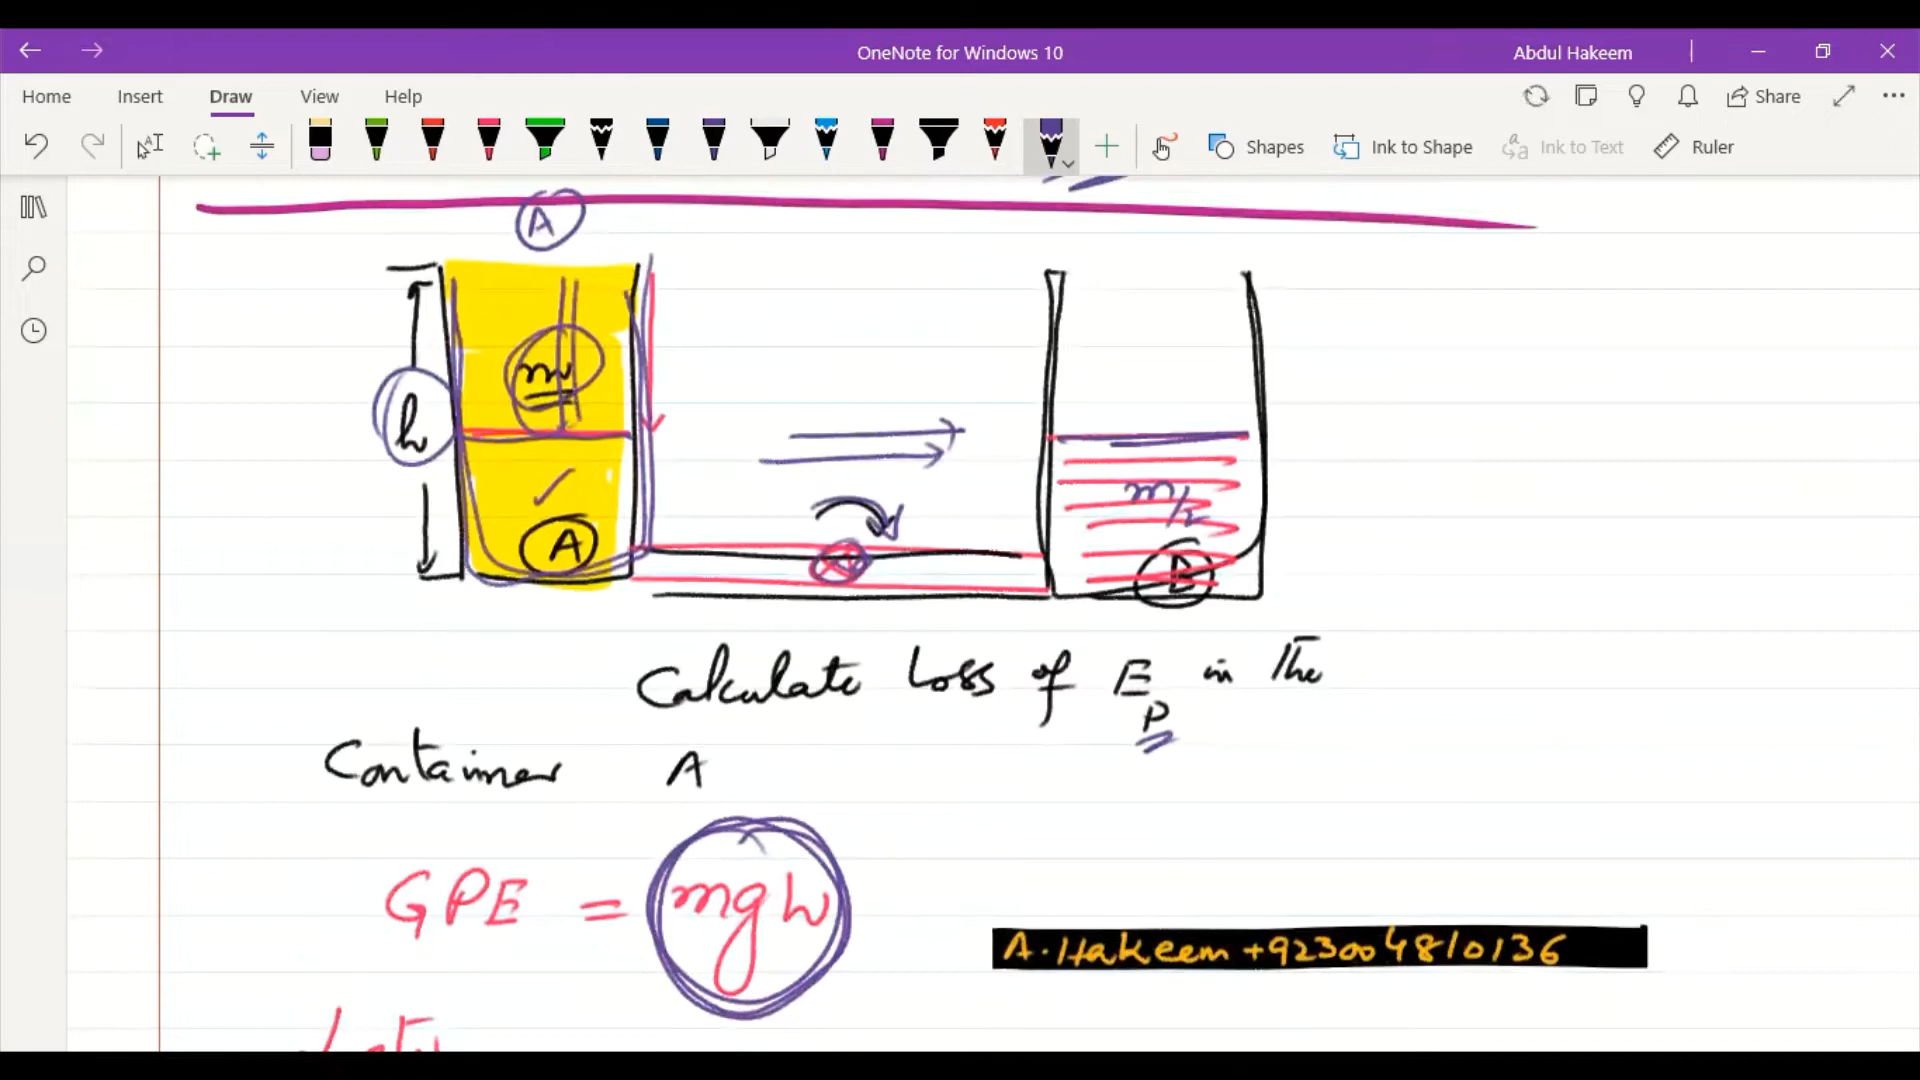 OneNote for Windows 10
Abdul Hakeem
Home Insert Draw View Help
Share
Shapes Ink to Shape Ink to Text Ruler
A
m
h
A
m/2
B
Calculate Loss of Ep in the
Container A
GPE = mgh
A. Hakeem +923004810136